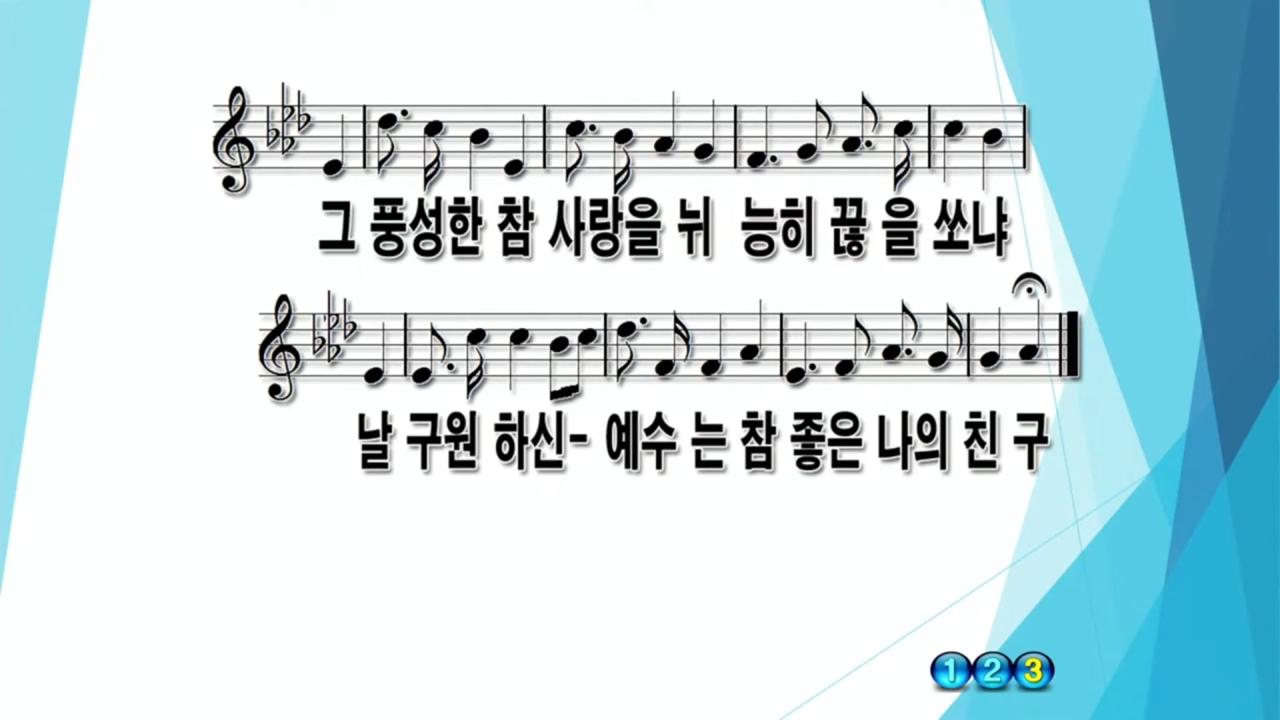 그 풍성한 참 사랑을 뉘 능히 끊 을 쏘냐
날 구원 하신- 예수 는 참 좋은 나의 친 구
1 2 3